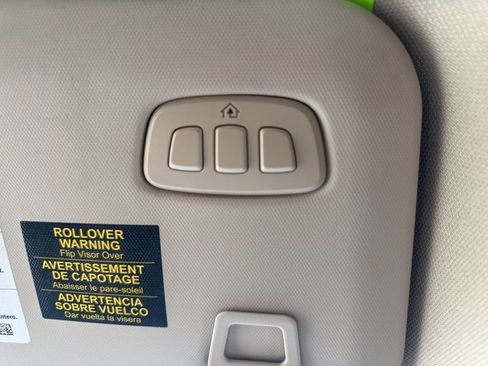 ROLLOVER
WARNING
Flip Visor Over
AVERTISSEMENT
DE CAPOTAGE
Abaisser le pare-soleil
ADVERTENCIA
SOBRE VUELCO
Dar vuelta la visera